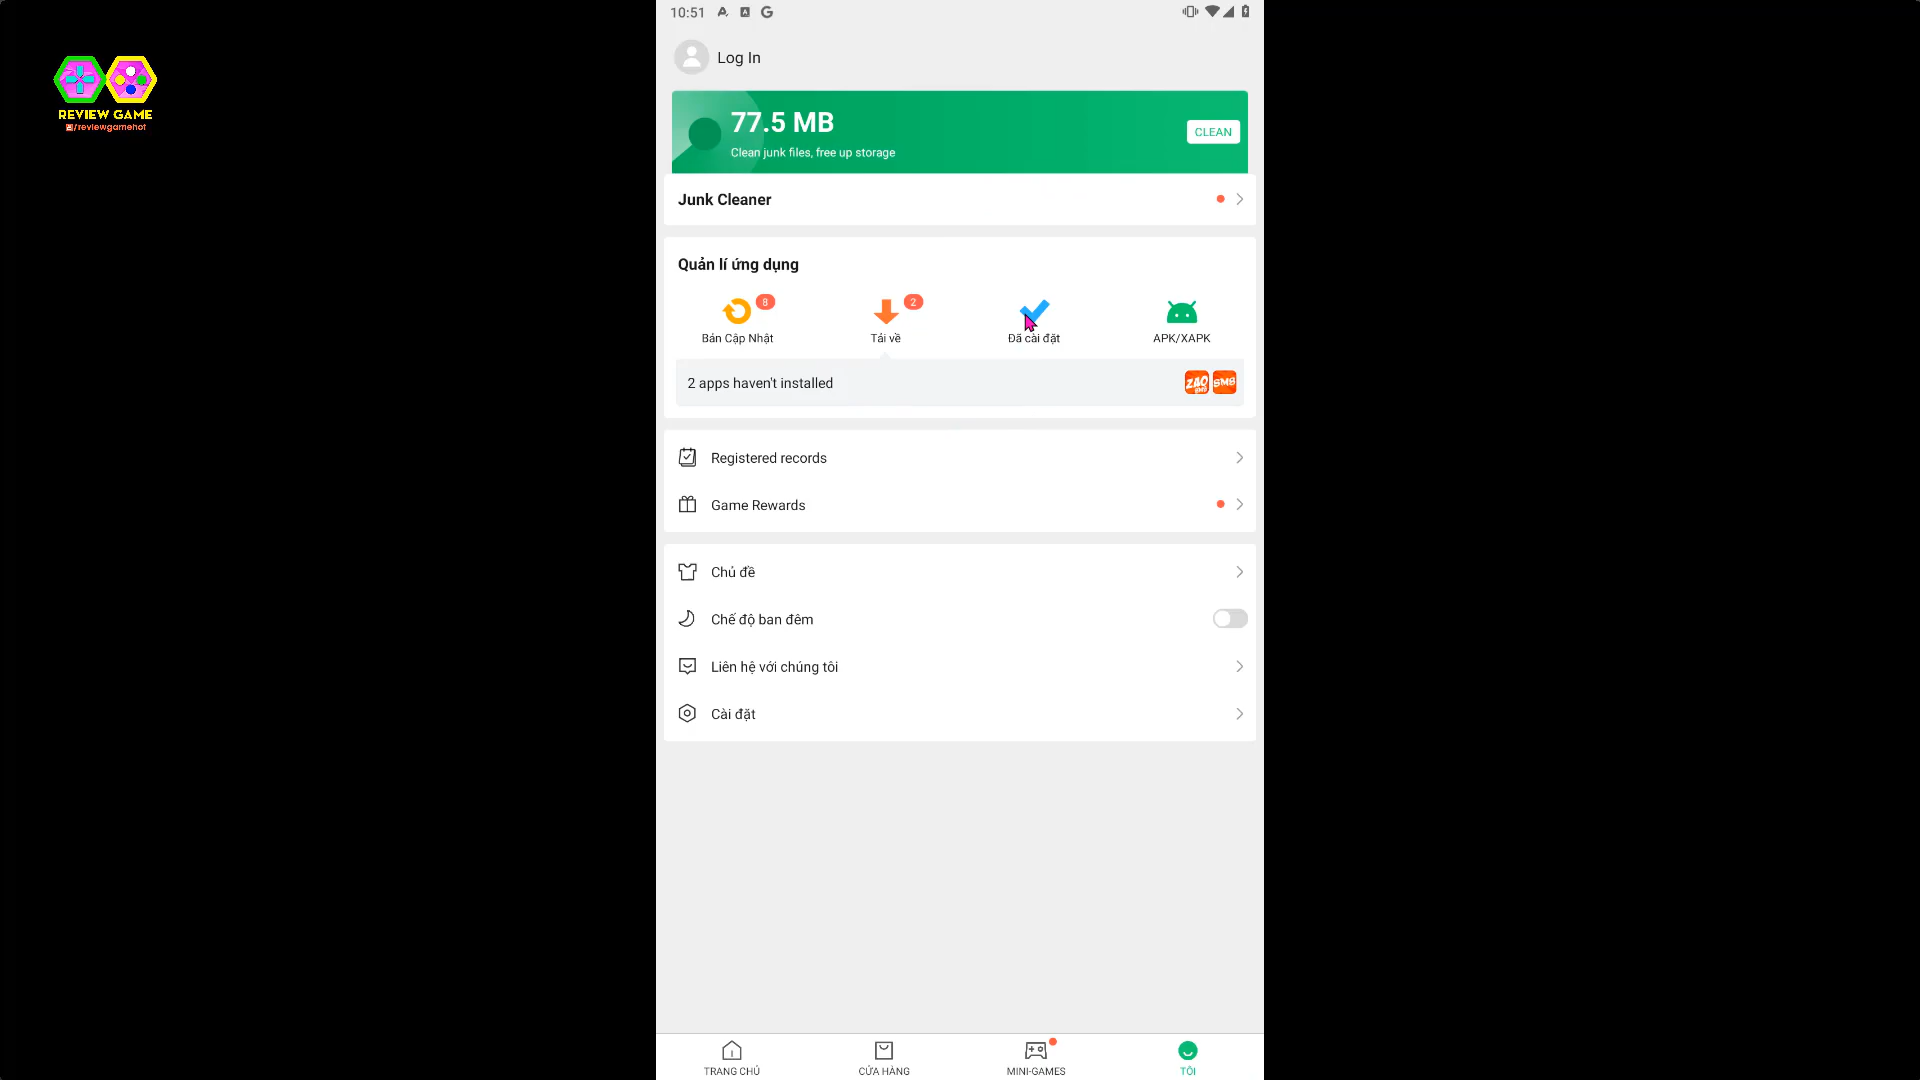 10:51
Log In
REVIEW GAME
/reviewgamehot
77.5 MB
Clean junk files, free up storage
CLEAN
Junk Cleaner
Quản lí ứng dụng
8
2
Bản Cập Nhật
Tải về
Đã cài đặt
APK/XAPK
2 apps haven't installed
ZAO
SMS
SMS
Registered records
Game Rewards
Chủ đề
Chế độ ban đêm
Liên hệ với chúng tôi
Cài đặt
TRANG CHỦ
CỬA HÀNG
MINI-GAMES
TÔI